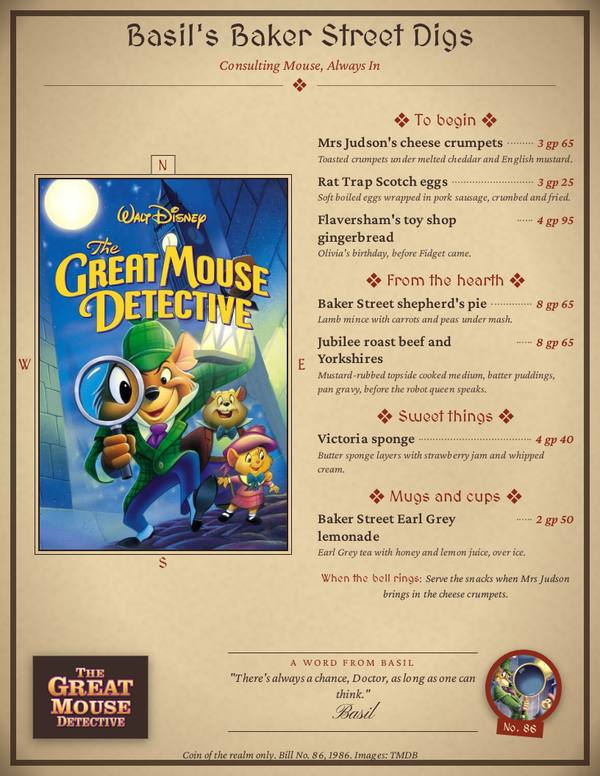 Basil's Baker Street Digs
Consulting Mouse, Always In
N
W
E
S
WALT DISNEY
The
GREAT MOUSE
DETECTIVE
To begin
Mrs Judson's cheese crumpets 3 gp 65
Toasted crumpets under melted cheddar and English mustard.
Rat Trap Scotch eggs 3 gp 25
Soft boiled eggs wrapped in pork sausage, crumbed and fried.
Flaversham's toy shop 4 gp 95
gingerbread
Olivia's birthday, before Fidget came.
From the hearth
Baker Street shepherd's pie 8 gp 65
Lamb mince with carrots and peas under mash.
Jubilee roast beef and 8 gp 65
Yorkshires
Mustard-rubbed topside cooked medium, batter puddings,
pan gravy, before the robot queen speaks.
Sweet things
Victoria sponge 4 gp 40
Butter sponge layers with strawberry jam and whipped
cream.
Mugs and cups
Baker Street Earl Grey 2 gp 50
lemonade
Earl Grey tea with honey and lemon juice, over ice.
When the bell rings: Serve the snacks when Mrs Judson
brings in the cheese crumpets.
THE
GREAT
MOUSE
DETECTIVE
A WORD FROM BASIL
"There's always a chance, Doctor, as long as one can
think."
Basil
No. 86
Coin of the realm only. Bill No. 86, 1986. Images: TMDB